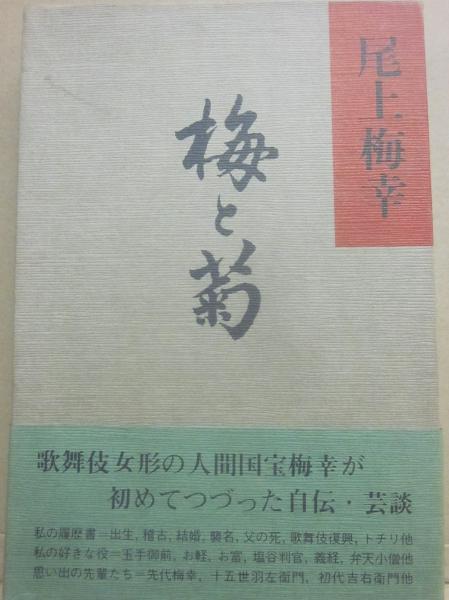 尾上梅幸
梅と菊
歌舞伎女形の人間国宝梅幸が
初めてつづった自伝・芸談
私の履歴書＝出生，稽古，結婚，襲名，父の死，歌舞伎復興，トチリ他
私の好きな役＝玉手御前，お軽，お富，塩谷判官，義経，弁天小僧他
思い出の先輩たち＝先代梅幸，十五世羽左衛門，初代吉右衛門他